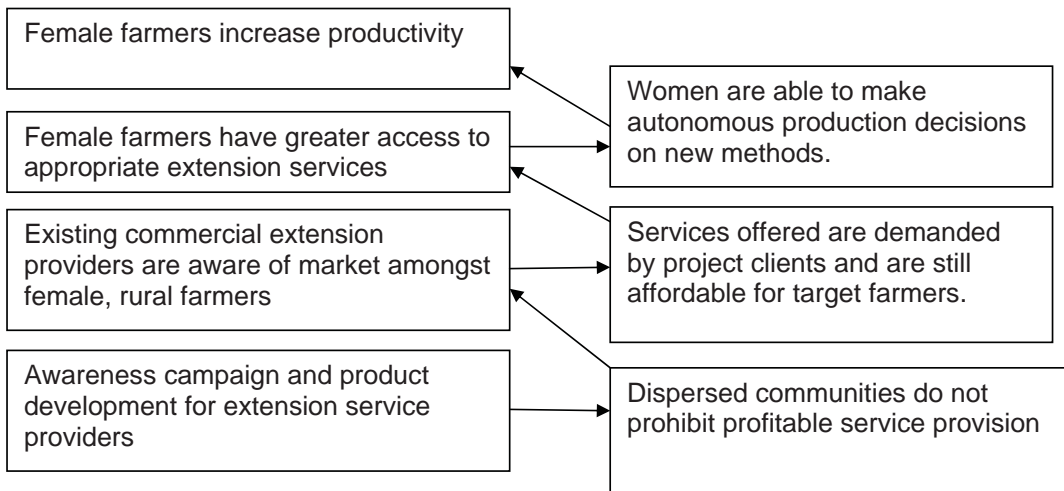 Female farmers increase productivity
Women are able to make
autonomous production decisions
on new methods.
Female farmers have greater access to
appropriate extension services
Existing commercial extension
providers are aware of market amongst
female, rural farmers
Services offered are demanded
by project clients and are still
affordable for target farmers.
Awareness campaign and product
development for extension service
providers
Dispersed communities do not
prohibit profitable service provision